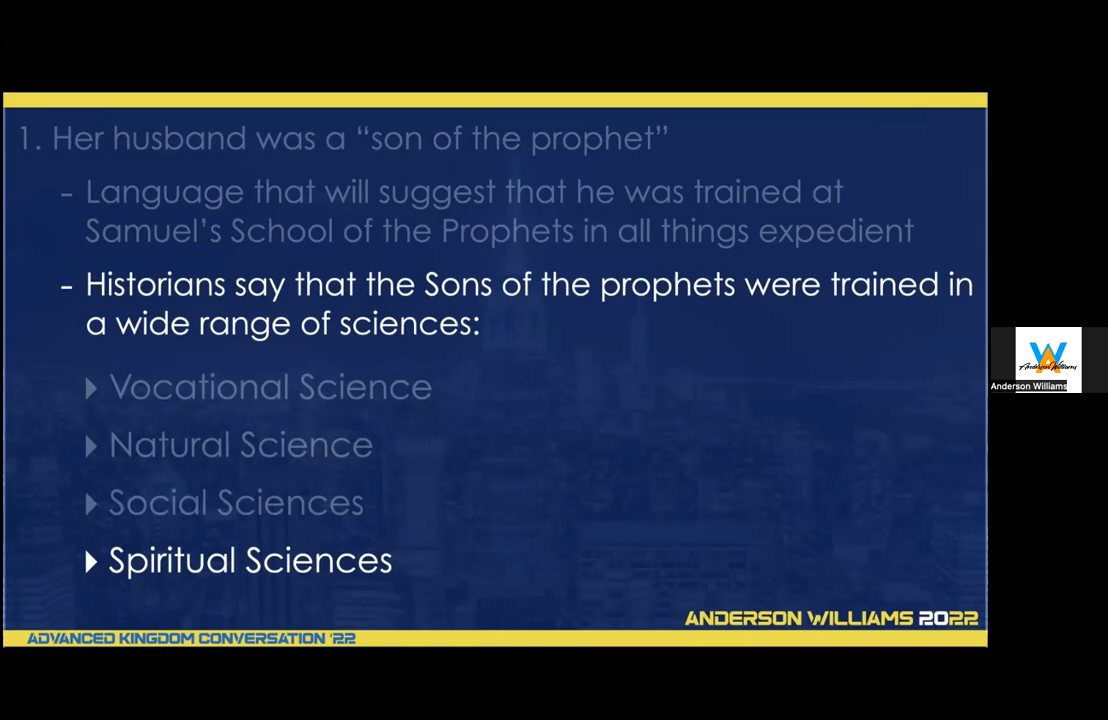 1. Her husband was a “son of the prophet”
- Language that will suggest that he was trained at
Samuel’s School of the Prophets in all things expedient
- Historians say that the Sons of the prophets were trained in
a wide range of sciences:
Vocational Science
Natural Science
Social Sciences
Spiritual Sciences
ANDERSON WILLIAMS 2022
ADVANCED KINGDOM CONVERSATION '22
Anderson Williams
Anderson Williams